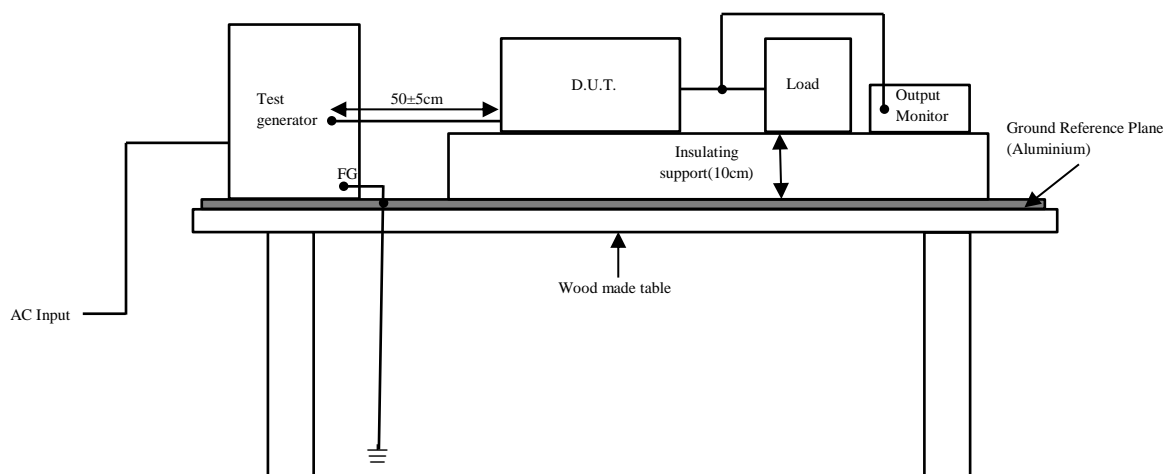 Test
generator
50±5cm
D.U.T.
Load
Output
Monitor
Ground Reference Plane
(Aluminium)
Insulating
support(10cm)
FG
Wood made table
AC Input